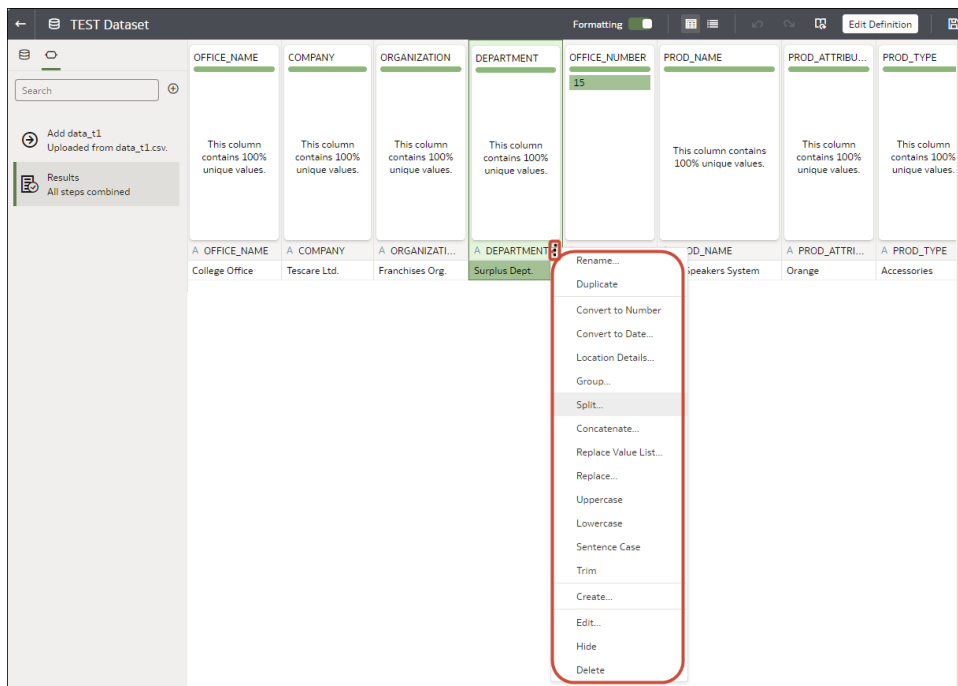 TEST Dataset
Formatting
Edit Definition
Search
Add data_t1
Uploaded from data_t1.csv.
Results
All steps combined
OFFICE_NAME COMPANY ORGANIZATION DEPARTMENT OFFICE_NUMBER PROD_NAME PROD_ATTRIBU... PROD_TYPE
15
This column
contains 100%
unique values.
This column
contains 100%
unique values.
This column
contains 100%
unique values.
This column
contains 100%
unique values.
This column contains
100% unique values.
This column
contains 100%
unique values.
This column
contains 100%
unique values.
A OFFICE_NAME A COMPANY A ORGANIZATI... A DEPARTMENT OD_NAME A PROD_ATTRI... A PROD_TYPE
College Office Tescare Ltd. Franchises Org. Surplus Dept. Speakers System Orange Accessories
Rename...
Duplicate
Convert to Number
Convert to Date...
Location Details...
Group...
Split...
Concatenate...
Replace Value List...
Replace...
Uppercase
Lowercase
Sentence Case
Trim
Create...
Edit...
Hide
Delete